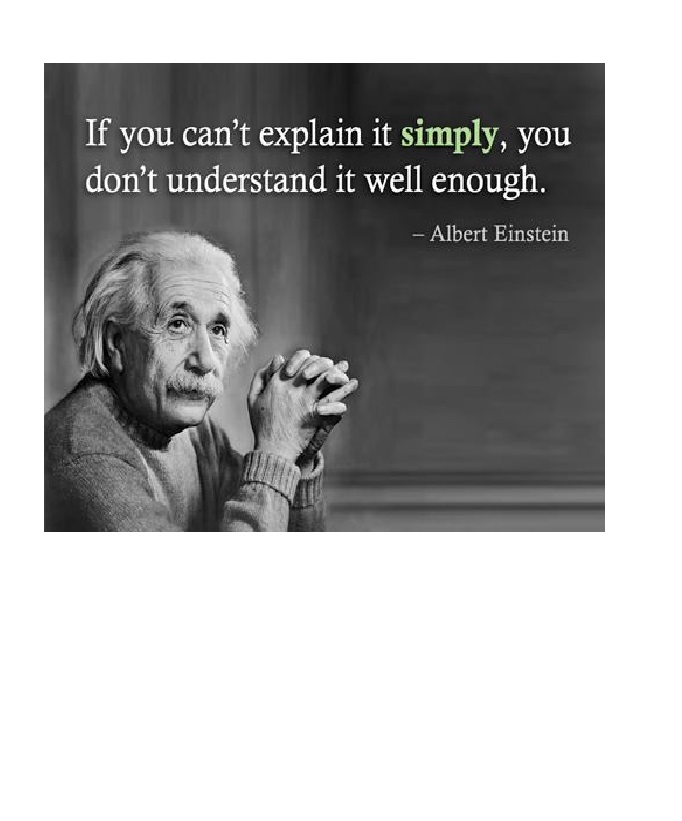 If you can’t explain it simply, you
don’t understand it well enough.
– Albert Einstein